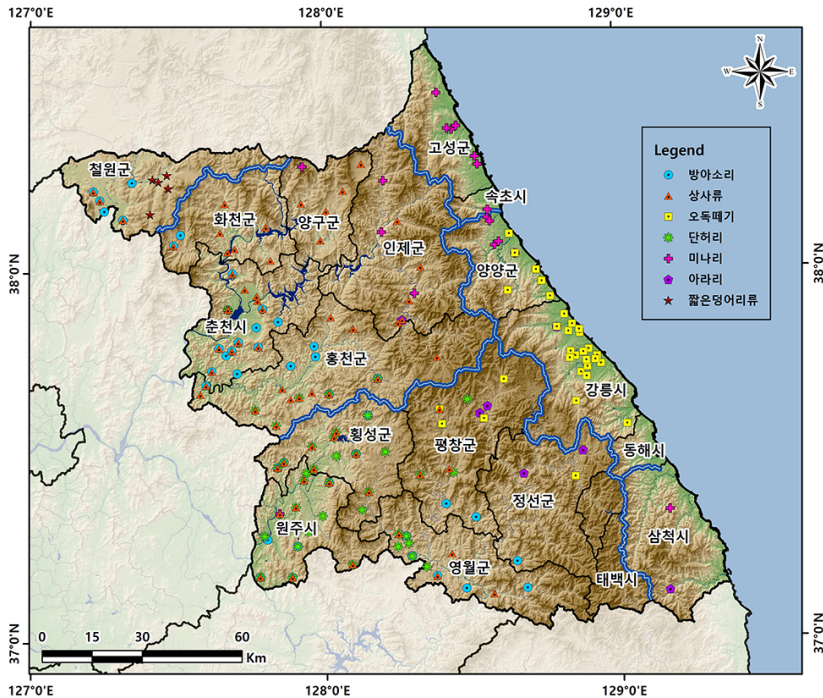 127°0'E 128°0'E 129°0'E
N
W E
S
Legend
방아소리
상사류
오독떼기
단허리
미나리
아라리
짧은덩어리류
고성군
철원군
속초시
화천군
양구군
인제군
양양군
38°0'N 38°0'N
춘천시
홍천군
강릉시
횡성군
평창군
동해시
정선군
원주시
삼척시
영월군
태백시
0 15 30 60
Km
37°0'N 37°0'N
127°0'E 128°0'E 129°0'E